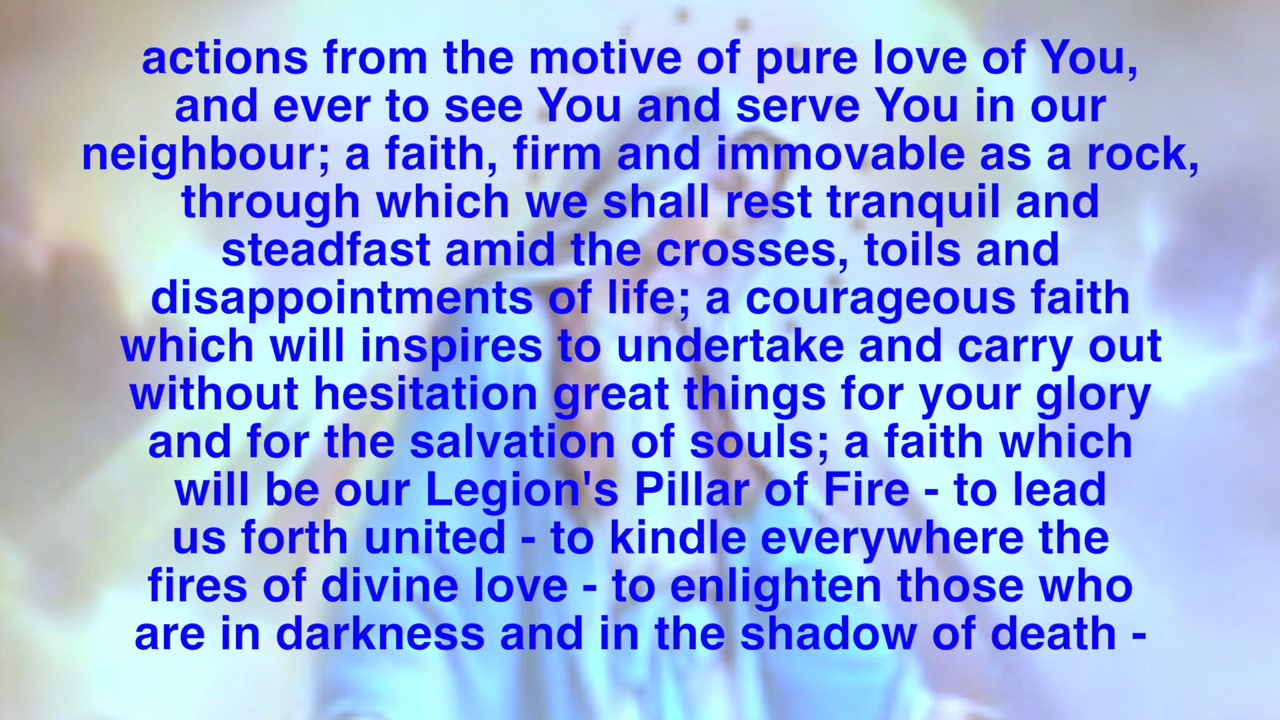 actions from the motive of pure love of You,
and ever to see You and serve You in our
neighbour; a faith, firm and immovable as a rock,
through which we shall rest tranquil and
steadfast amid the crosses, toils and
disappointments of life; a courageous faith
which will inspires to undertake and carry out
without hesitation great things for your glory
and for the salvation of souls; a faith which
will be our Legion's Pillar of Fire - to lead
us forth united - to kindle everywhere the
fires of divine love - to enlighten those who
are in darkness and in the shadow of death -